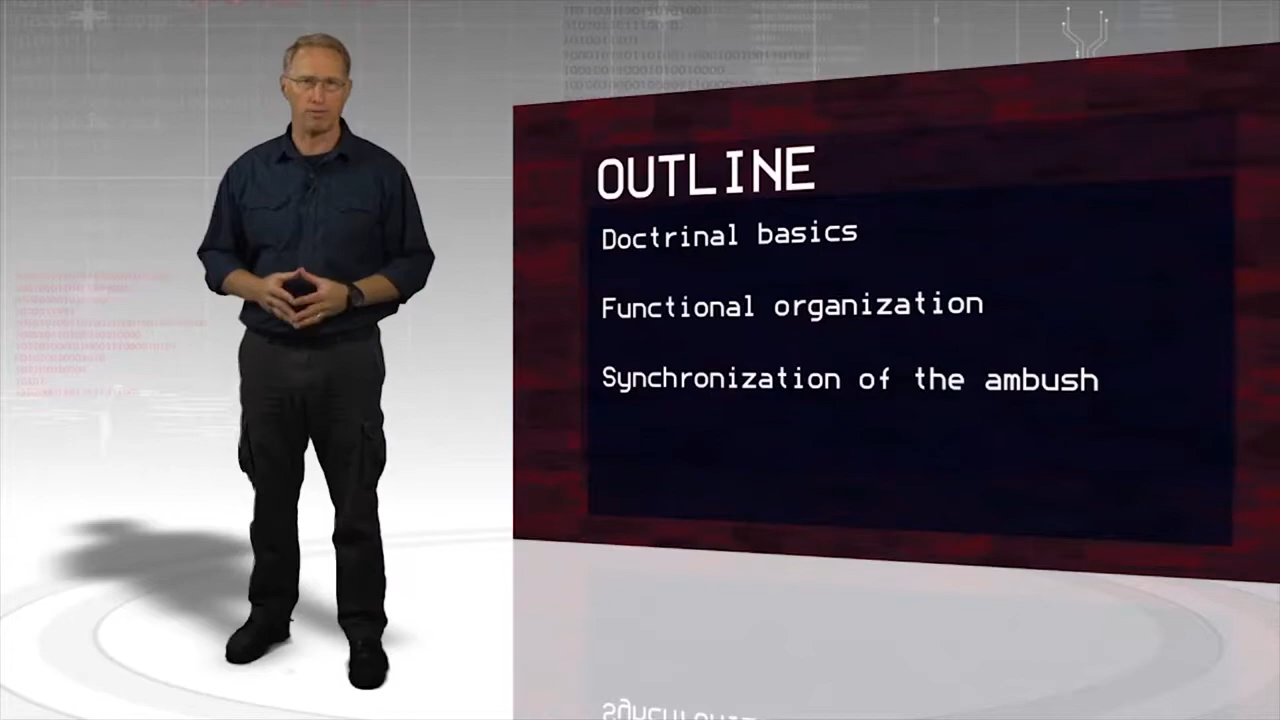 OUTLINE
Doctrinal basics
Functional organization
Synchronization of the ambush